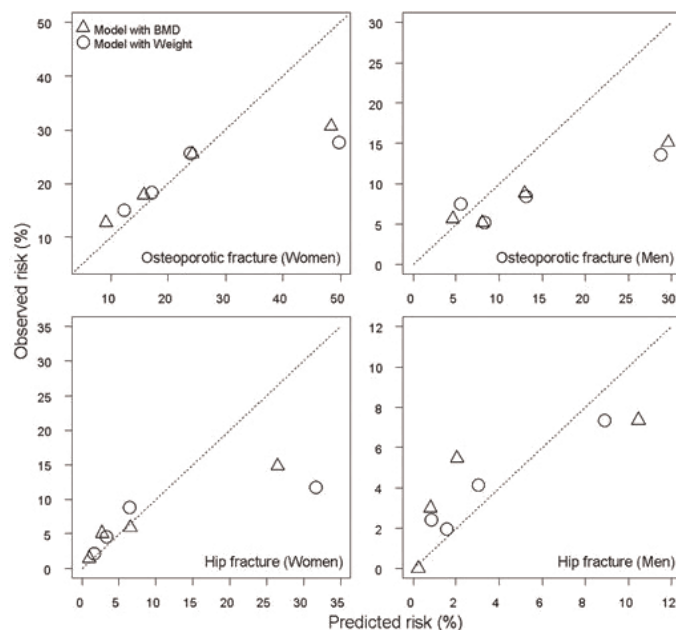 Model with BMD
Model with Weight
50
40
30
20
10
Osteoporotic fracture (Women)
10 20 30 40 50
30
25
20
15
10
5
0
Osteoporotic fracture (Men)
0 5 10 15 20 25 30
Observed risk (%)
35
30
25
20
15
10
5
0
Hip fracture (Women)
0 5 10 15 20 25 30 35
12
10
8
6
4
2
0
Hip fracture (Men)
0 2 4 6 8 10 12
Predicted risk (%)